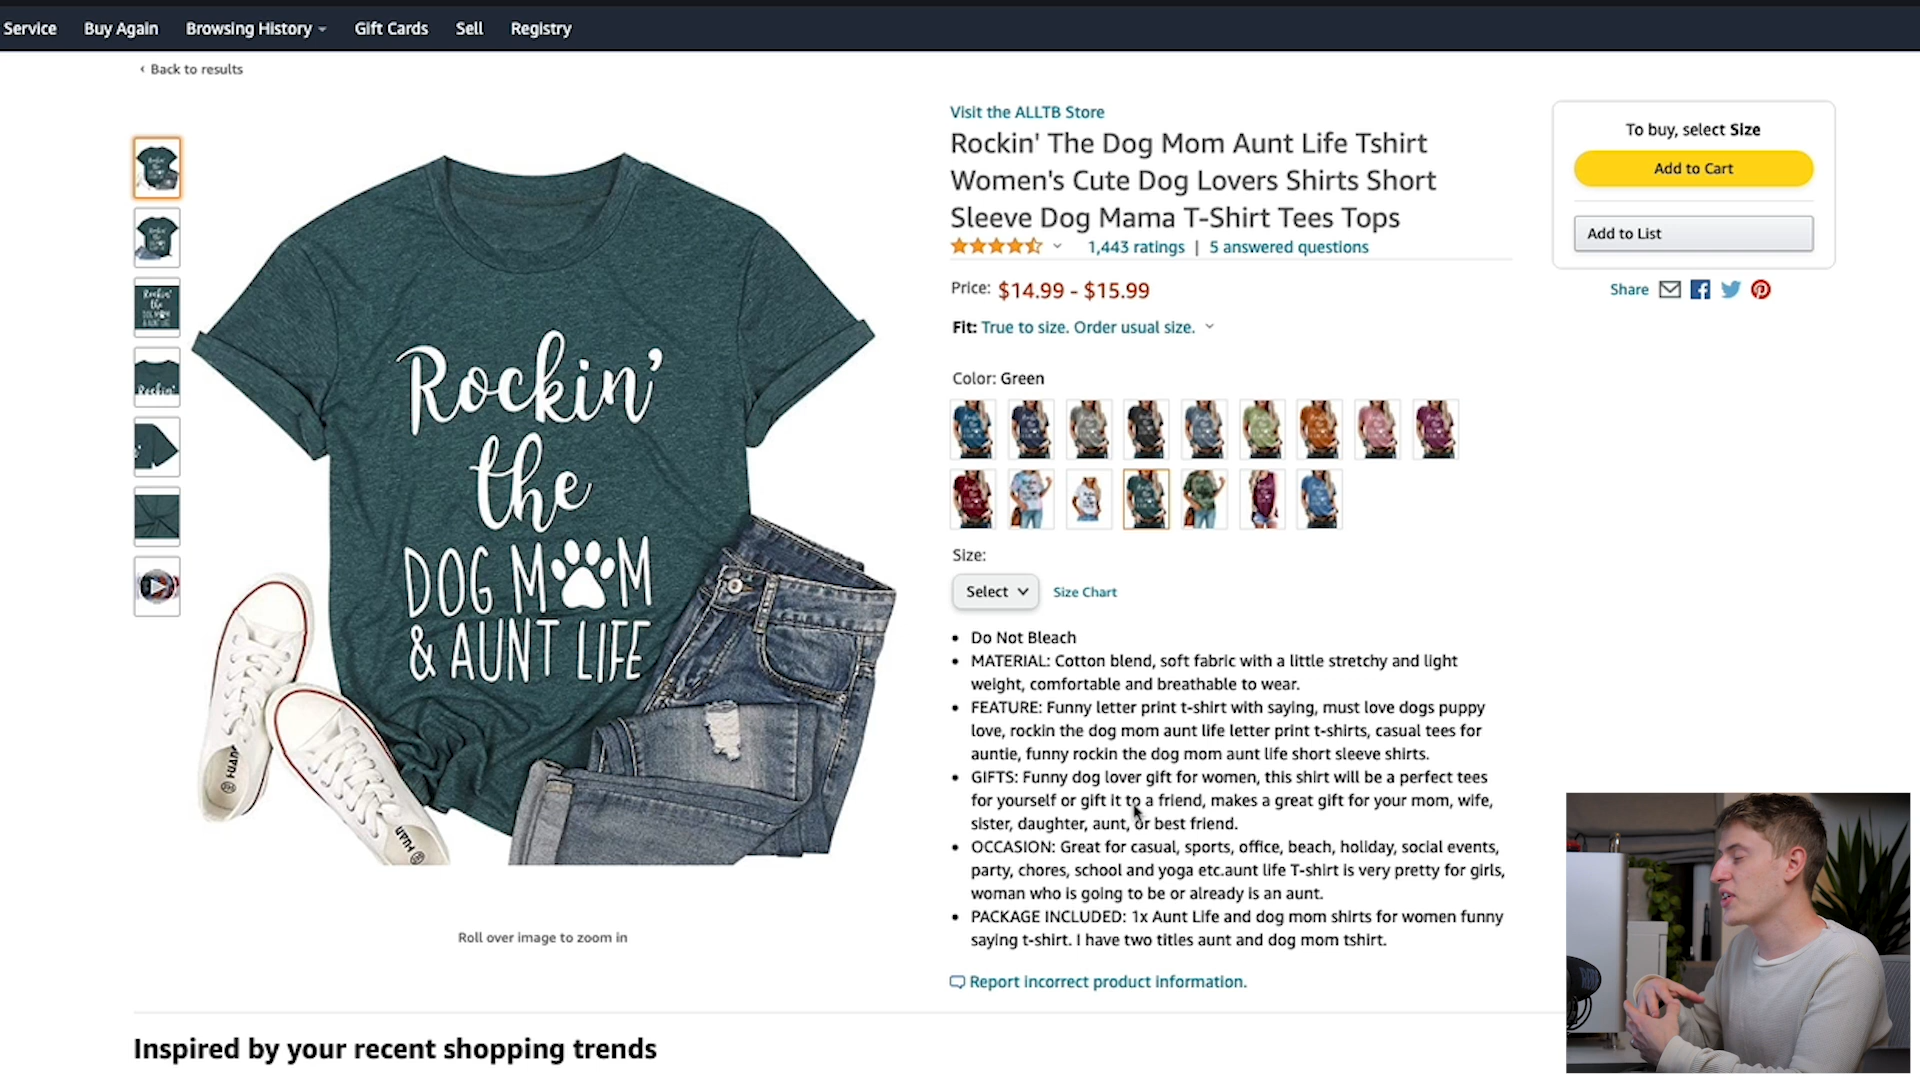 Service Buy Again Browsing History Gift Cards Sell Registry
‹ Back to results
Visit the ALLTB Store
Rockin' The Dog Mom Aunt Life Tshirt
Women's Cute Dog Lovers Shirts Short
Sleeve Dog Mama T-Shirt Tees Tops
1,443 ratings | 5 answered questions
Price: $14.99 - $15.99
Fit: True to size. Order usual size.
Color: Green
Size:
Select
Size Chart
• Do Not Bleach
• MATERIAL: Cotton blend, soft fabric with a little stretchy and light
weight, comfortable and breathable to wear.
• FEATURE: Funny letter print t-shirt with saying, must love dogs puppy
love, rockin the dog mom aunt life letter print t-shirts, casual tees for
auntie, funny rockin the dog mom aunt life short sleeve shirts.
• GIFTS: Funny dog lover gift for women, this shirt will be a perfect tees
for yourself or gift it to a friend, makes a great gift for your mom, wife,
sister, daughter, aunt, or best friend.
• OCCASION: Great for casual, sports, office, beach, holiday, social events,
party, chores, school and yoga etc.aunt life T-shirt is very pretty for girls,
woman who is going to be or already is an aunt.
• PACKAGE INCLUDED: 1x Aunt Life and dog mom shirts for women funny
saying t-shirt. I have two titles aunt and dog mom tshirt.
Report incorrect product information.
To buy, select Size
Add to Cart
Add to List
Share
Rockin'
the
DOG MOM
& AUNT LIFE
Roll over image to zoom in
Inspired by your recent shopping trends